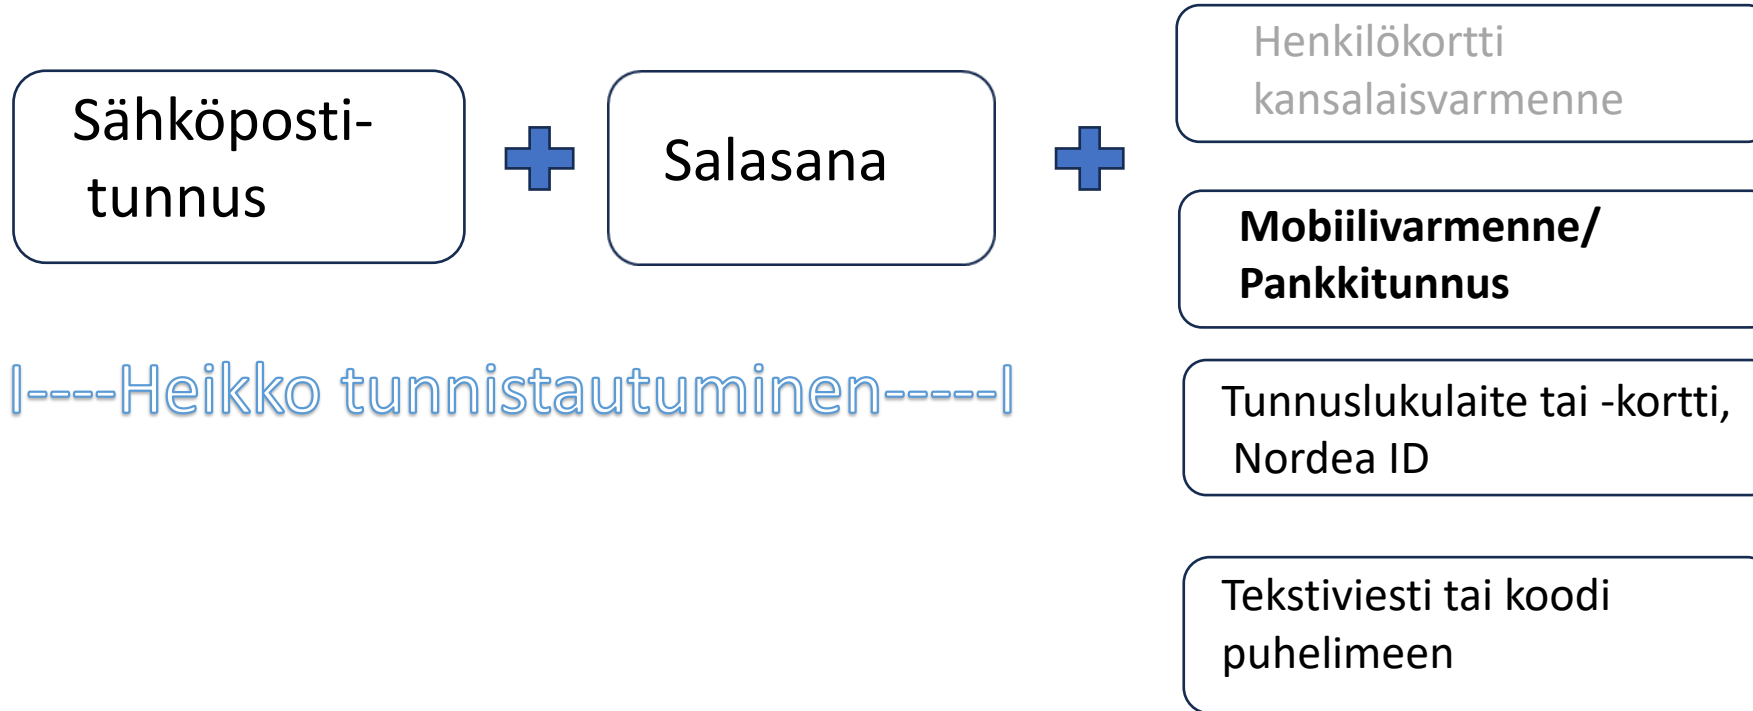 Sähköposti-
tunnus
Salasana
Henkilökortti
kansalaisvarmenne
Mobiilivarmenne/
Pankkitunnus
I----Heikko tunnistautuminen-----I
Tunnuslukulaite tai -kortti,
Nordea ID
Tekstiviesti tai koodi
puhelimeen